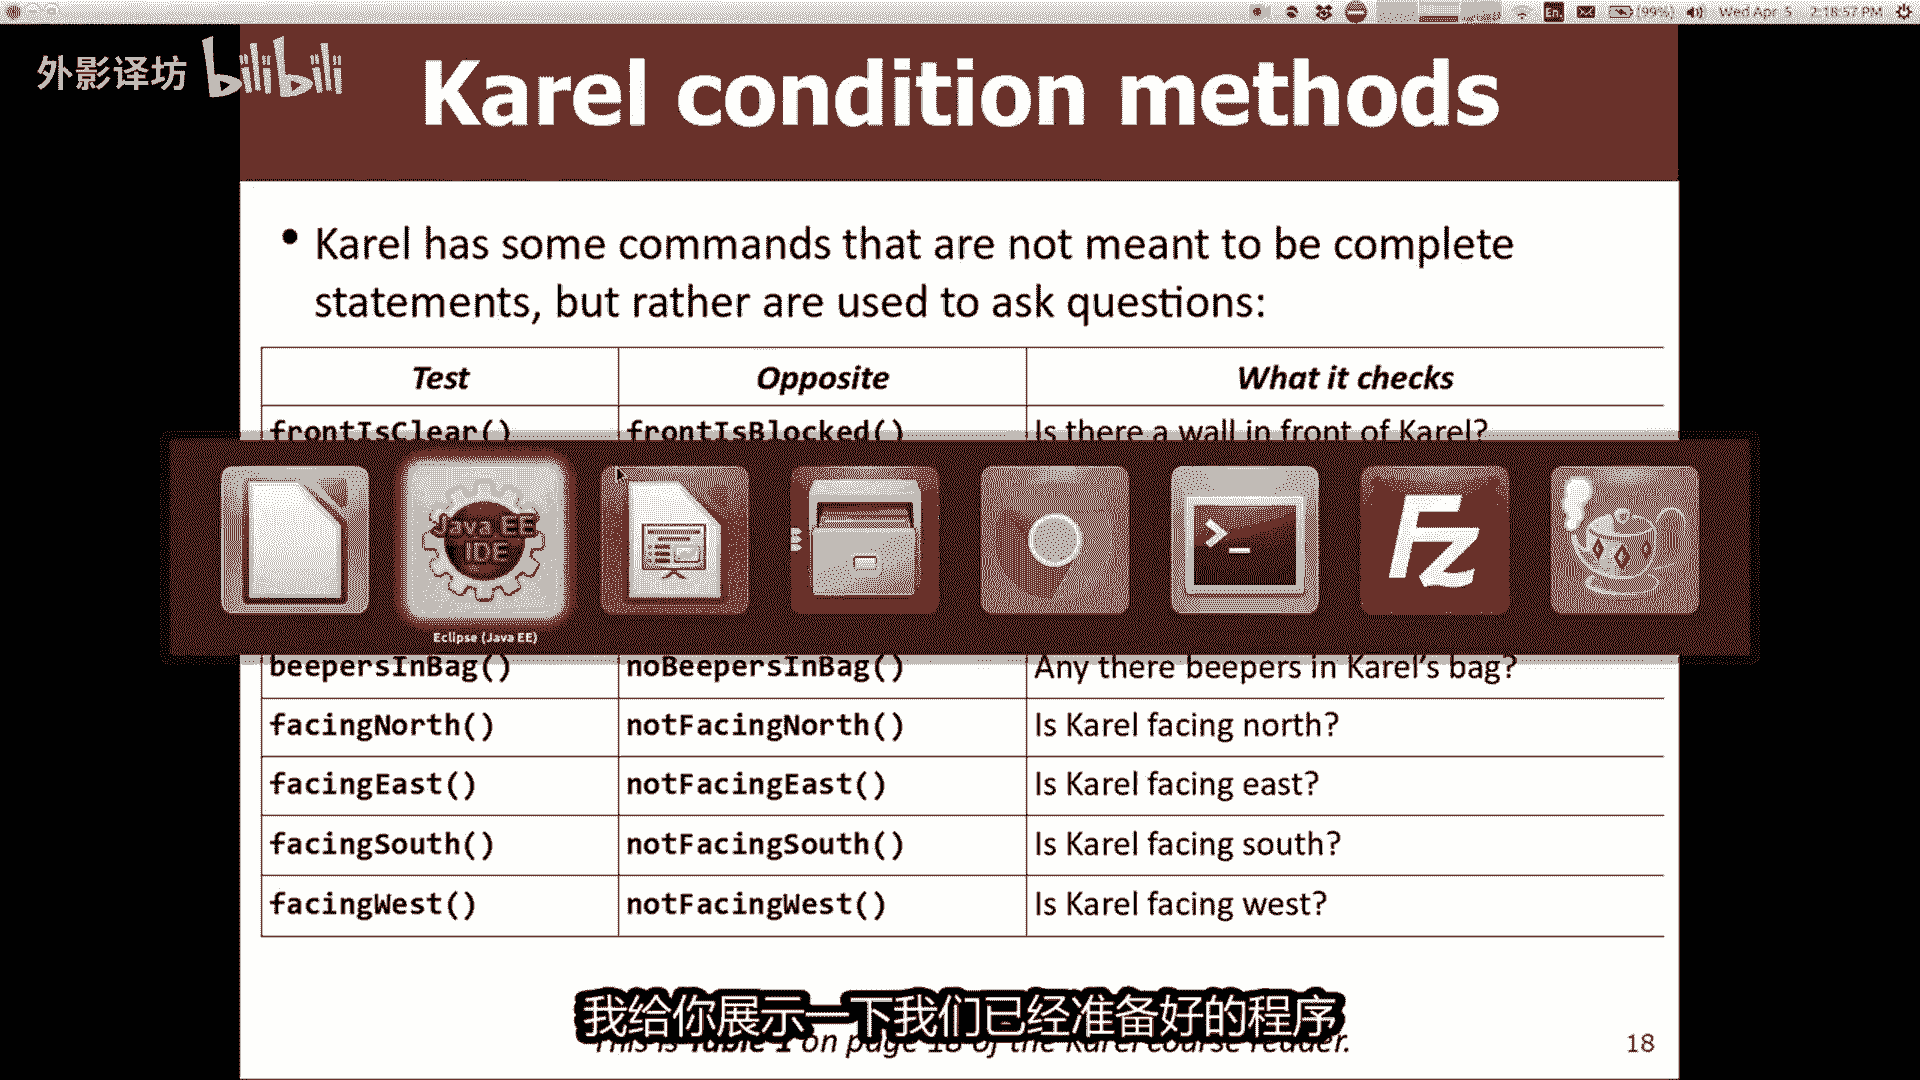 En
(99%)
Wed Apr 5
2:18:57 PM
外影译坊 bilibili
Karel condition methods
• Karel has some commands that are not meant to be complete
statements, but rather are used to ask questions:
Test Opposite What it checks
frontIsClear() frontIsBlocked() Is there a wall in front of Karel?
Java EE
IDE
>_
Fz
Eclipse (Java EE)
beepersInBag() noBeepersInBag() Any there beepers in Karel's bag?
facingNorth() notFacingNorth() Is Karel facing north?
facingEast() notFacingEast() Is Karel facing east?
facingSouth() notFacingSouth() Is Karel facing south?
facingWest() notFacingWest() Is Karel facing west?
我给你展示一下我们已经准备好的程序
This is Table 1 on page 18 of the Karel course reader.
18